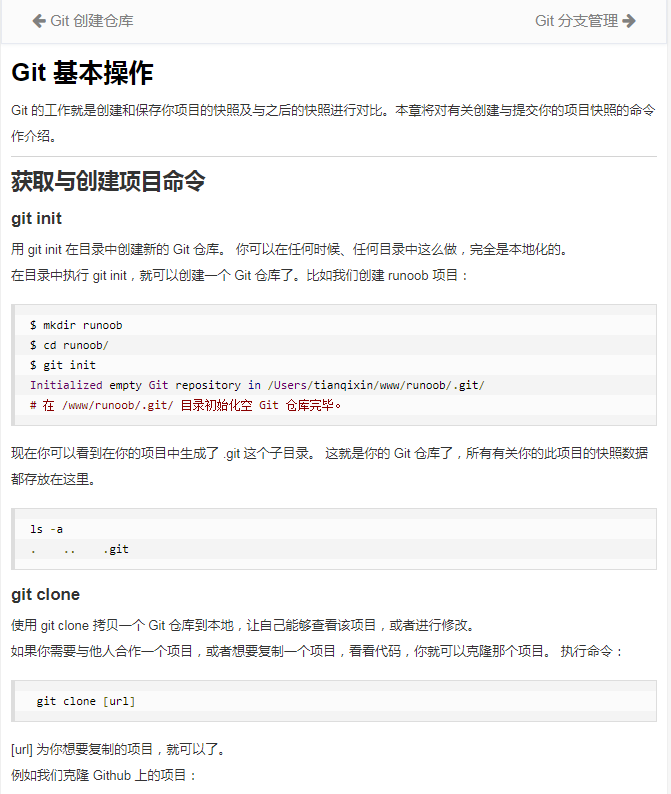 Git 创建仓库
Git 分支管理
Git 基本操作
Git 的工作就是创建和保存你项目的快照及与之后的快照进行对比。本章将对有关创建与提交你的项目快照的命令
作介绍。
获取与创建项目命令
git init
用 git init 在目录中创建新的 Git 仓库。 你可以在任何时候、任何目录中这么做，完全是本地化的。
在目录中执行 git init，就可以创建一个 Git 仓库了。比如我们创建 runoob 项目：
$ mkdir runoob
$ cd runoob/
$ git init
Initialized empty Git repository in /Users/tianqixin/www/runoob/.git/
# 在 /www/runoob/.git/ 目录初始化空 Git 仓库完毕。
现在你可以看到在你的项目中生成了 .git 这个子目录。 这就是你的 Git 仓库了，所有有关你的此项目的快照数据
都存放在这里。
ls -a
. .. .git
git clone
使用 git clone 拷贝一个 Git 仓库到本地，让自己能够查看该项目，或者进行修改。
如果你需要与他人合作一个项目，或者想要复制一个项目，看看代码，你就可以克隆那个项目。 执行命令：
git clone [url]
[url] 为你想要复制的项目，就可以了。
例如我们克隆 Github 上的项目：